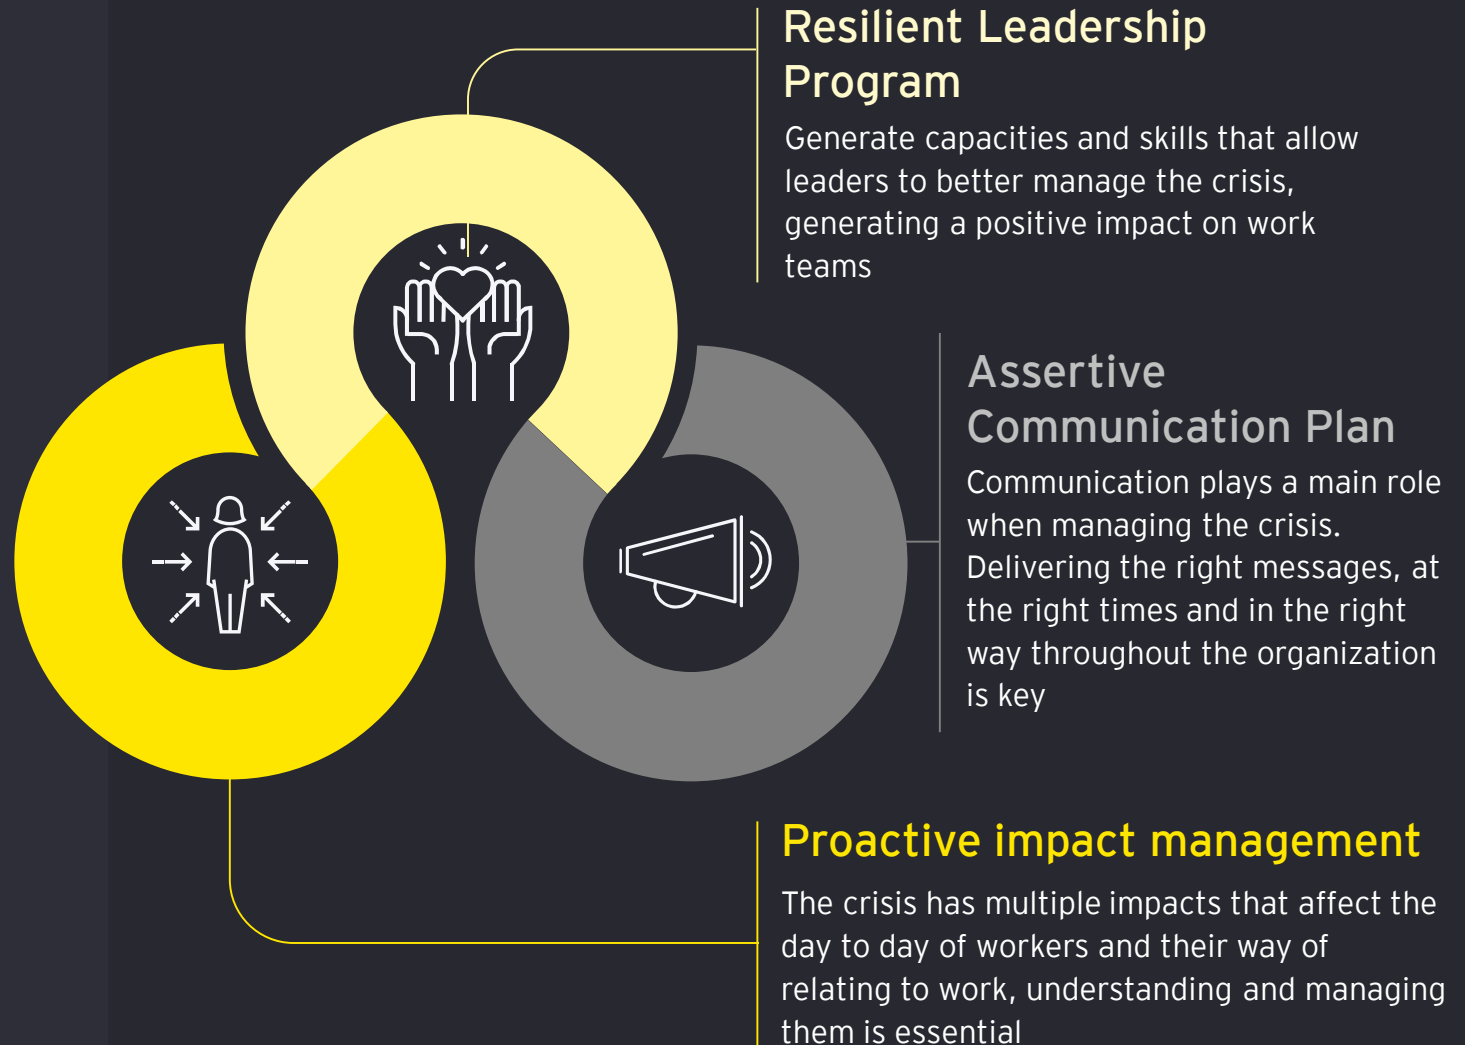 Resilient Leadership
Program
Generate capacities and skills that allow
leaders to better manage the crisis,
generating a positive impact on work
teams
Assertive
Communication Plan
Communication plays a main role
when managing the crisis.
Delivering the right messages, at
the right times and in the right
way throughout the organization
is key
Proactive impact management
The crisis has multiple impacts that affect the
day to day of workers and their way of
relating to work, understanding and managing
them is essential